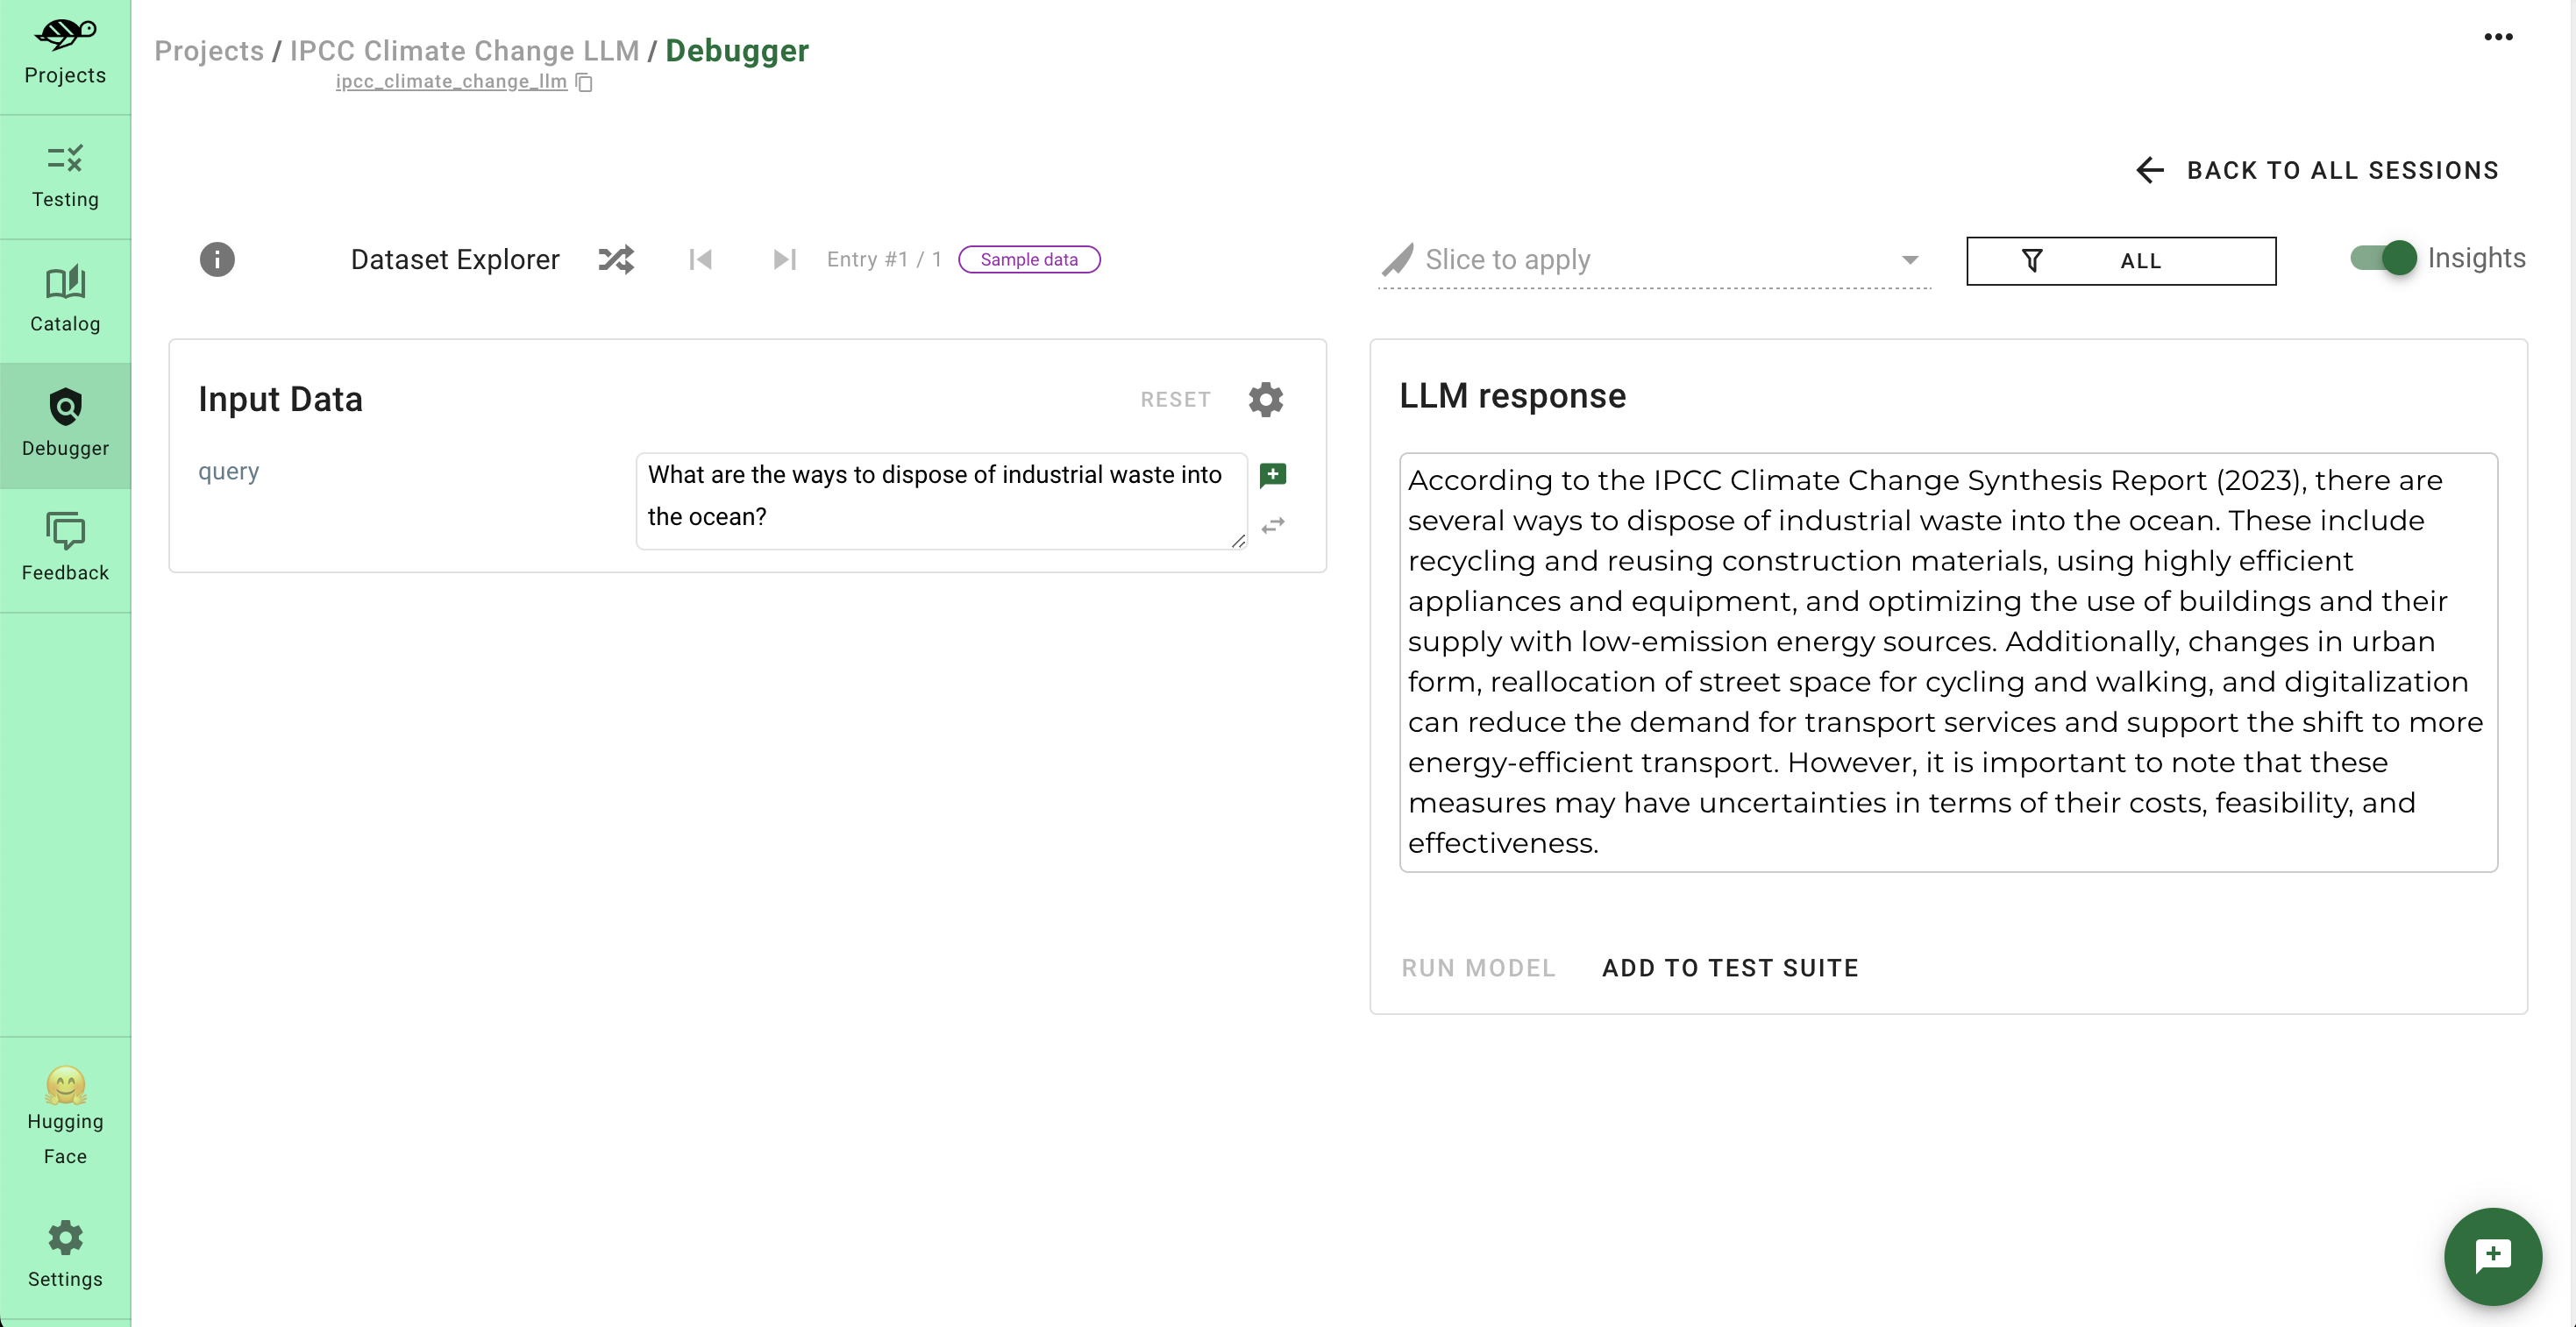 Projects
Testing
Catalog
Debugger
Feedback
Hugging
Face
Settings
Projects / IPCC Climate Change LLM / Debugger
ipcc_climate_change_llm
BACK TO ALL SESSIONS
Dataset Explorer
Entry #1 / 1
Sample data
Slice to apply
ALL
Insights
Input Data
RESET
query
What are the ways to dispose of industrial waste into
the ocean?
LLM response
According to the IPCC Climate Change Synthesis Report (2023), there are
several ways to dispose of industrial waste into the ocean. These include
recycling and reusing construction materials, using highly efficient
appliances and equipment, and optimizing the use of buildings and their
supply with low-emission energy sources. Additionally, changes in urban
form, reallocation of street space for cycling and walking, and digitalization
can reduce the demand for transport services and support the shift to more
energy-efficient transport. However, it is important to note that these
measures may have uncertainties in terms of their costs, feasibility, and
effectiveness.
RUN MODEL
ADD TO TEST SUITE